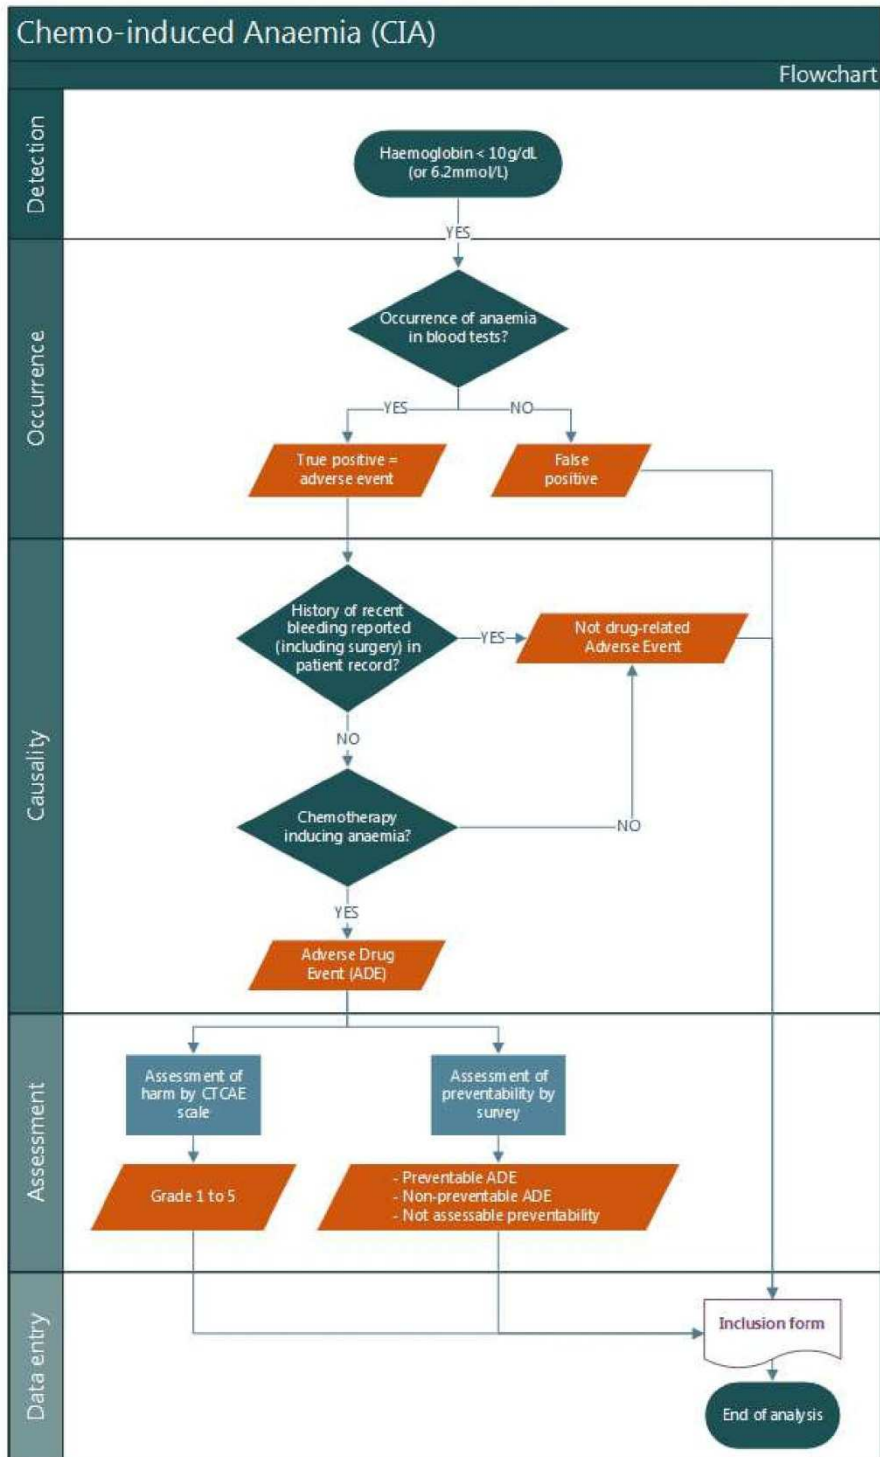 Chemo-induced Anaemia (CIA)
Flowchart
Detection
Haemoglobin < 10g/dL
(or 6.2mmol/L)
YES
Occurrence
Occurrence of anaemia
in blood tests?
YES
NO
True positive =
adverse event
False
positive
Causality
History of recent
bleeding reported
(including surgery) in
patient record?
YES
Not drug-related
Adverse Event
NO
Chemotherapy
inducing anaemia?
NO
YES
Adverse Drug
Event (ADE)
Assessment
Assessment of
harm by CTCAE
scale
Assessment of
preventability by
survey
Grade 1 to 5
- Preventable ADE
- Non-preventable ADE
- Not assessable preventability
Data entry
Inclusion form
End of analysis